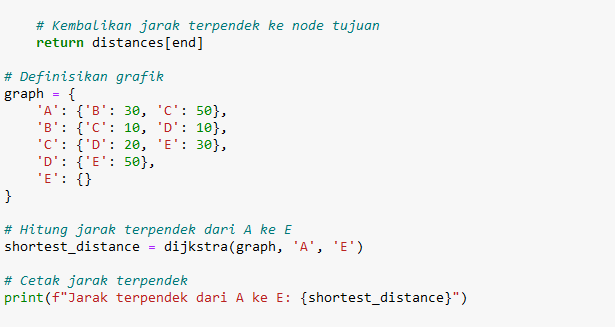 # Kembalikan jarak terpendek ke node tujuan
    return distances[end]

# Definisikan grafik
graph = {
    'A': {'B': 30, 'C': 50},
    'B': {'C': 10, 'D': 10},
    'C': {'D': 20, 'E': 30},
    'D': {'E': 50},
    'E': {}
}

# Hitung jarak terpendek dari A ke E
shortest_distance = dijkstra(graph, 'A', 'E')

# Cetak jarak terpendek
print(f"Jarak terpendek dari A ke E: {shortest_distance}")